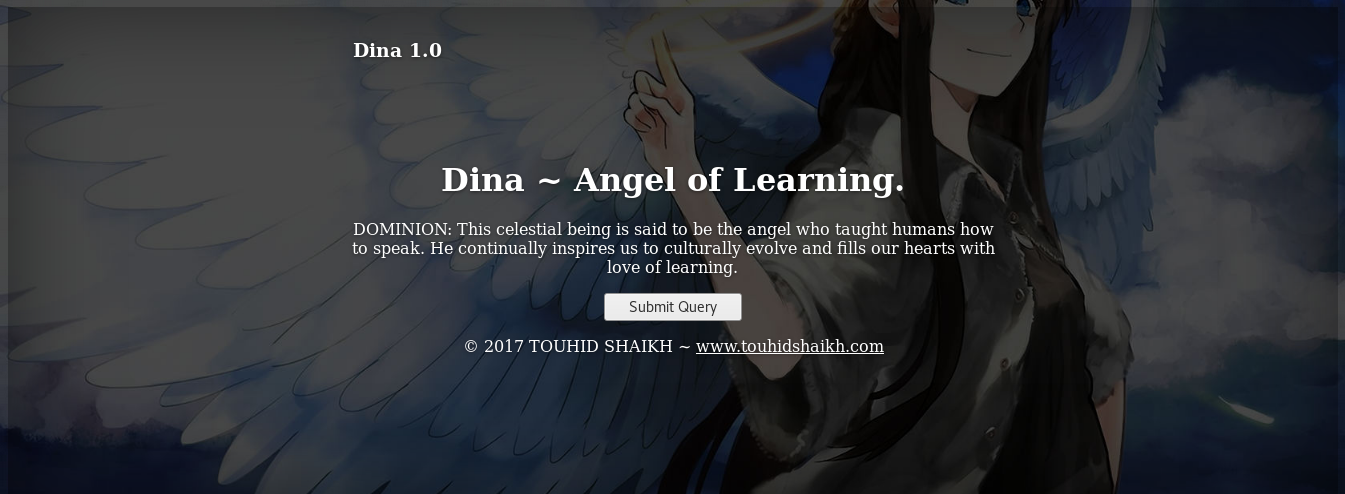 Dina 1.0
Dina ~ Angel of Learning.
DOMINION: This celestial being is said to be the angel who taught humans how
to speak. He continually inspires us to culturally evolve and fills our hearts with
love of learning.
Submit Query
© 2017 TOUHID SHAIKH ~ www.touhidshaikh.com